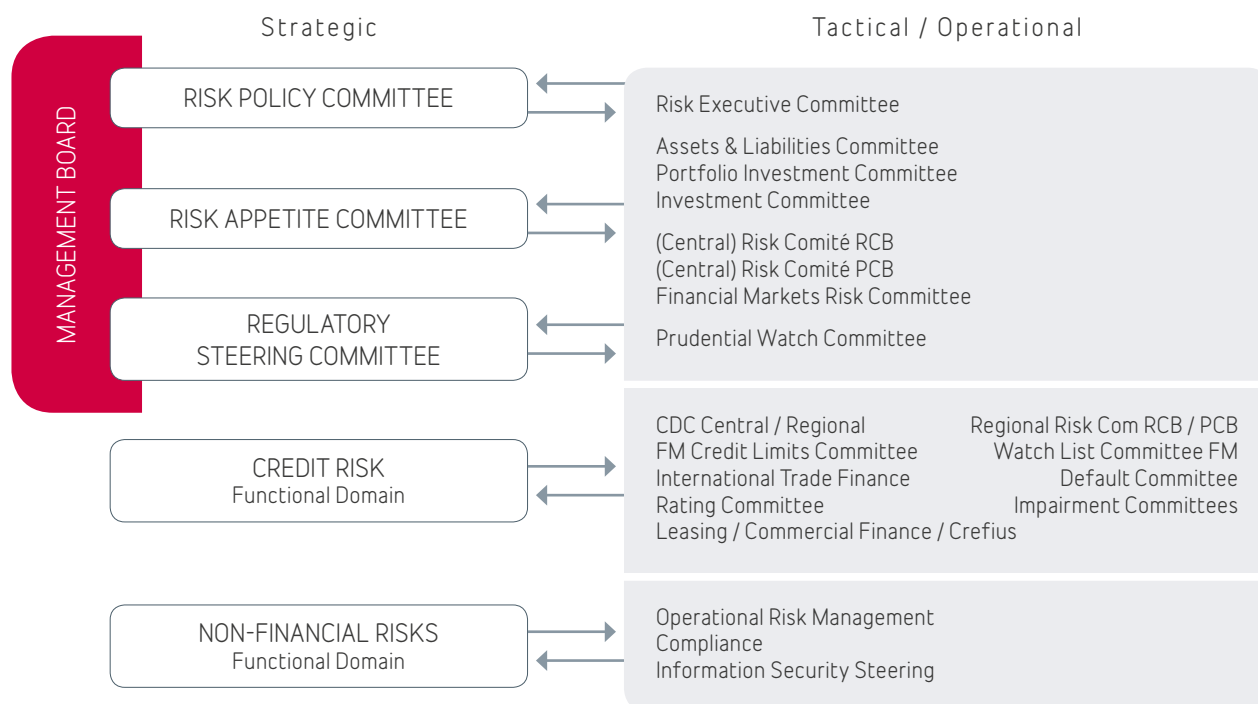 Strategic
Tactical / Operational
MANAGEMENT BOARD
RISK POLICY COMMITTEE
RISK APPETITE COMMITTEE
REGULATORY
STEERING COMMITTEE
Risk Executive Committee
Assets & Liabilities Committee
Portfolio Investment Committee
Investment Committee
(Central) Risk Comité RCB
(Central) Risk Comité PCB
Financial Markets Risk Committee
Prudential Watch Committee
CREDIT RISK
Functional Domain
CDC Central / Regional
FM Credit Limits Committee
International Trade Finance
Rating Committee
Leasing / Commercial Finance / Crefius
Regional Risk Com RCB / PCB
Watch List Committee FM
Default Committee
Impairment Committees
NON-FINANCIAL RISKS
Functional Domain
Operational Risk Management
Compliance
Information Security Steering